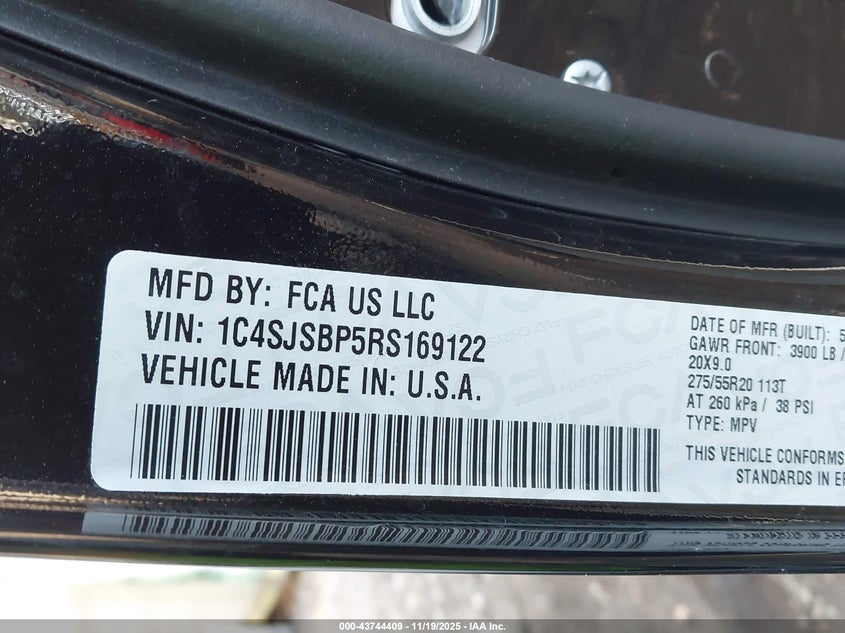 MFD BY: FCA US LLC
VIN: 1C4SJSBP5RS169122
VEHICLE MADE IN: U.S.A.
DATE OF MFR (BUILT): 5
GAWR FRONT: 3900 LB /
20X9.0
275/55R20 113T
AT 260 kPa / 38 PSI
TYPE: MPV
THIS VEHICLE CONFORMS
STANDARDS IN EF
000-43744409 - 11/19/2025 - IAA Inc.